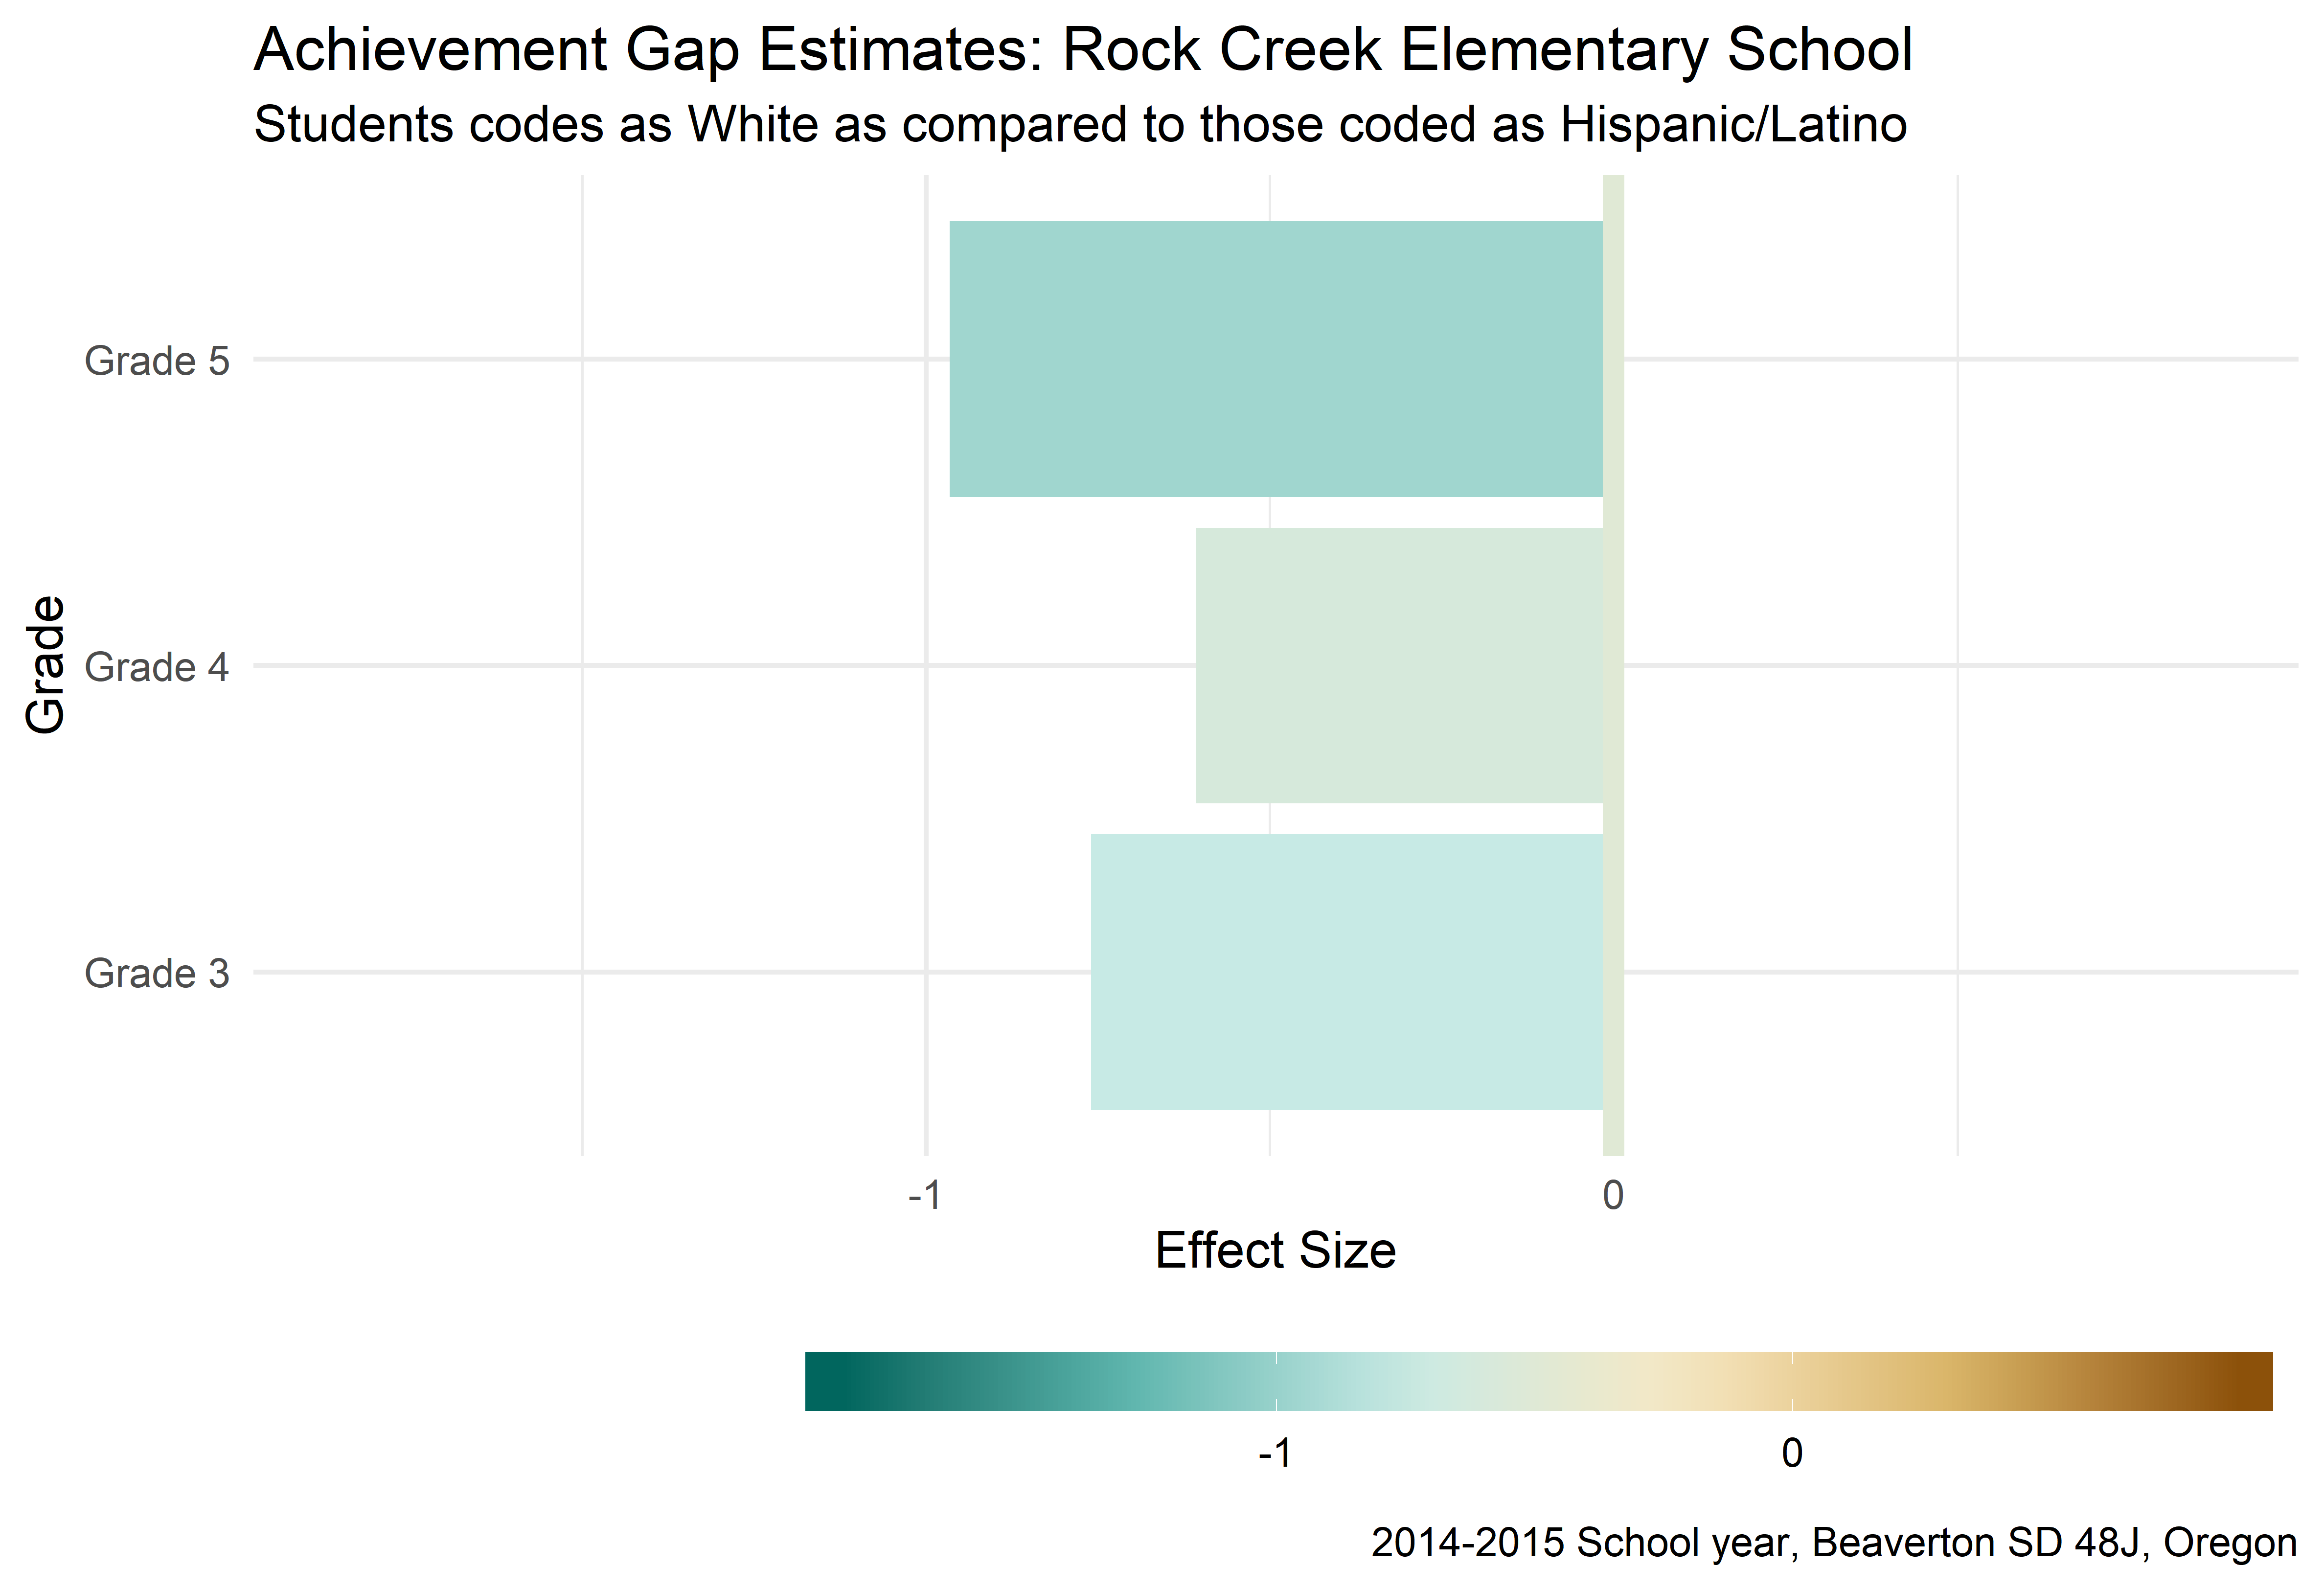 Achievement Gap Estimates: Rock Creek Elementary School
Students codes as White as compared to those coded as Hispanic/Latino
Grade
Grade 5
Grade 4
Grade 3
-1 0
Effect Size
-1 0
2014-2015 School year, Beaverton SD 48J, Oregon